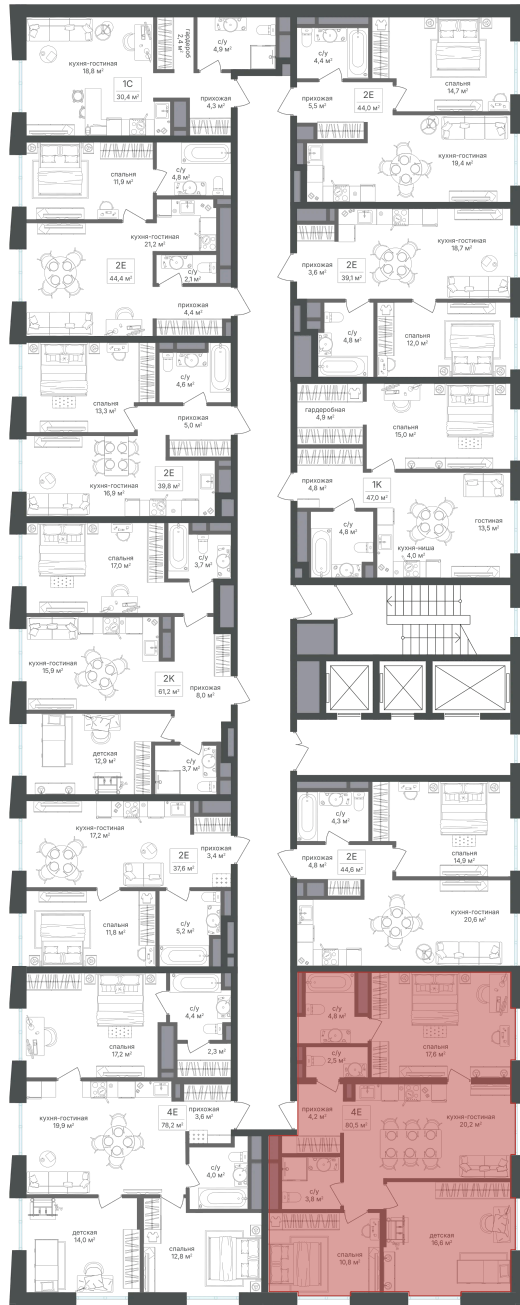 кухня-гостиная
18,8 м²
гардероб
2,4 м²
с/у
4,9 м²
1С
30,4 м²
прихожая
4,3 м²
с/у
4,4 м²
спальня
14,7 м²
прихожая
5,5 м²
2Е
44,0 м²
кухня-гостиная
19,4 м²
спальня
11,9 м²
с/у
4,8 м²
кухня-гостиная
21,2 м²
2Е
44,4 м²
с/у
2,1 м²
прихожая
4,4 м²
кухня-гостиная
18,7 м²
прихожая
3,6 м²
2Е
39,1 м²
с/у
4,8 м²
спальня
12,0 м²
спальня
13,3 м²
с/у
4,6 м²
прихожая
5,0 м²
кухня-гостиная
16,9 м²
2Е
39,8 м²
гардеробная
4,9 м²
спальня
15,0 м²
прихожая
4,8 м²
1К
47,0 м²
с/у
4,8 м²
гостиная
13,5 м²
кухня-ниша
4,0 м²
спальня
17,0 м²
с/у
3,7 м²
кухня-гостиная
15,9 м²
2К
61,2 м²
прихожая
8,0 м²
детская
12,9 м²
с/у
3,7 м²
кухня-гостиная
17,2 м²
2Е
37,6 м²
прихожая
3,4 м²
спальня
11,8 м²
с/у
5,2 м²
с/у
4,3 м²
спальня
14,9 м²
прихожая
4,8 м²
2Е
44,6 м²
кухня-гостиная
20,6 м²
спальня
17,2 м²
с/у
4,4 м²
2,3 м²
кухня-гостиная
19,9 м²
4Е
78,2 м²
прихожая
3,6 м²
с/у
4,0 м²
детская
14,0 м²
спальня
12,8 м²
с/у
4,8 м²
спальня
17,6 м²
с/у
2,5 м²
прихожая
4,2 м²
4Е
80,5 м²
кухня-гостиная
20,2 м²
с/у
3,8 м²
спальня
10,8 м²
детская
16,6 м²